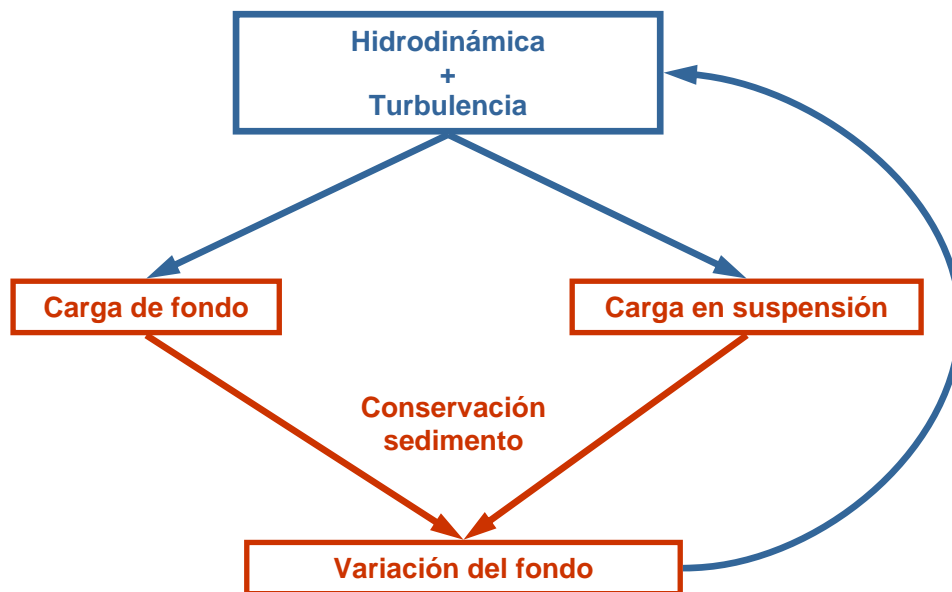 Hidrodinámica
+
Turbulencia
Carga de fondo
Carga en suspensión
Conservación
sedimento
Variación del fondo